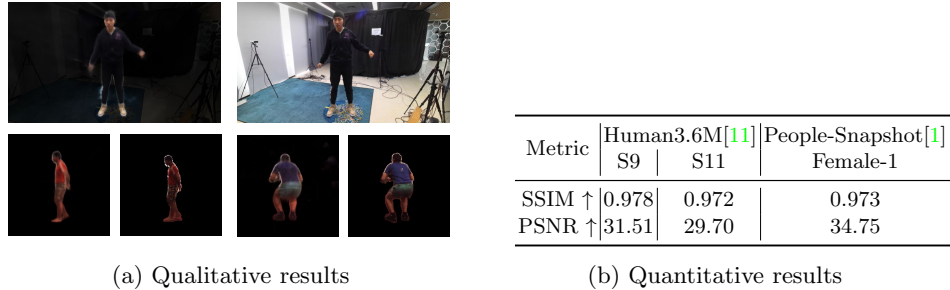 Metric Human3.6M[11] People-Snapshot[1]
S9 S11 Female-1
SSIM ↑ 0.978 0.972 0.973
PSNR ↑ 31.51 29.70 34.75
(a) Qualitative results (b) Quantitative results